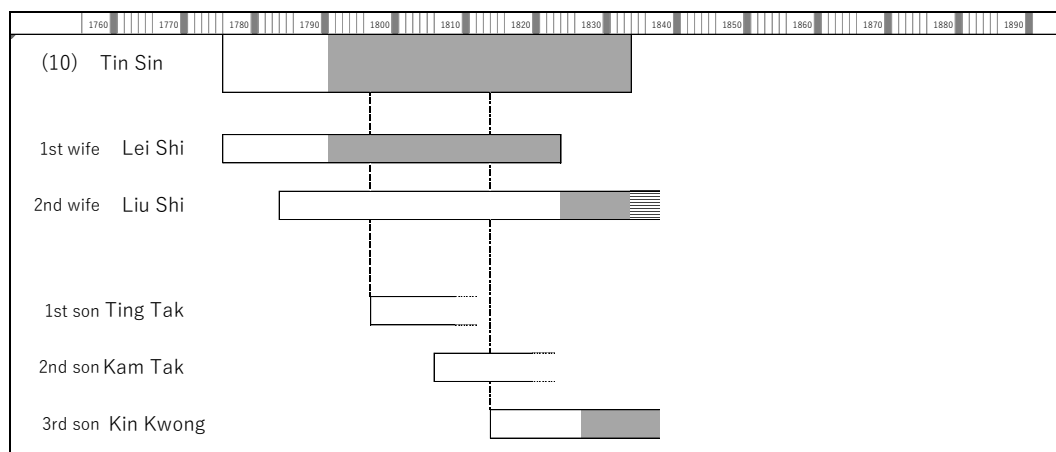 1760 1770 1780 1790 1800 1810 1820 1830 1840 1850 1860 1870 1880 1890
(10) Tin Sin
1st wife Lei Shi
2nd wife Liu Shi
1st son Ting Tak
2nd son Kam Tak
3rd son Kin Kwong